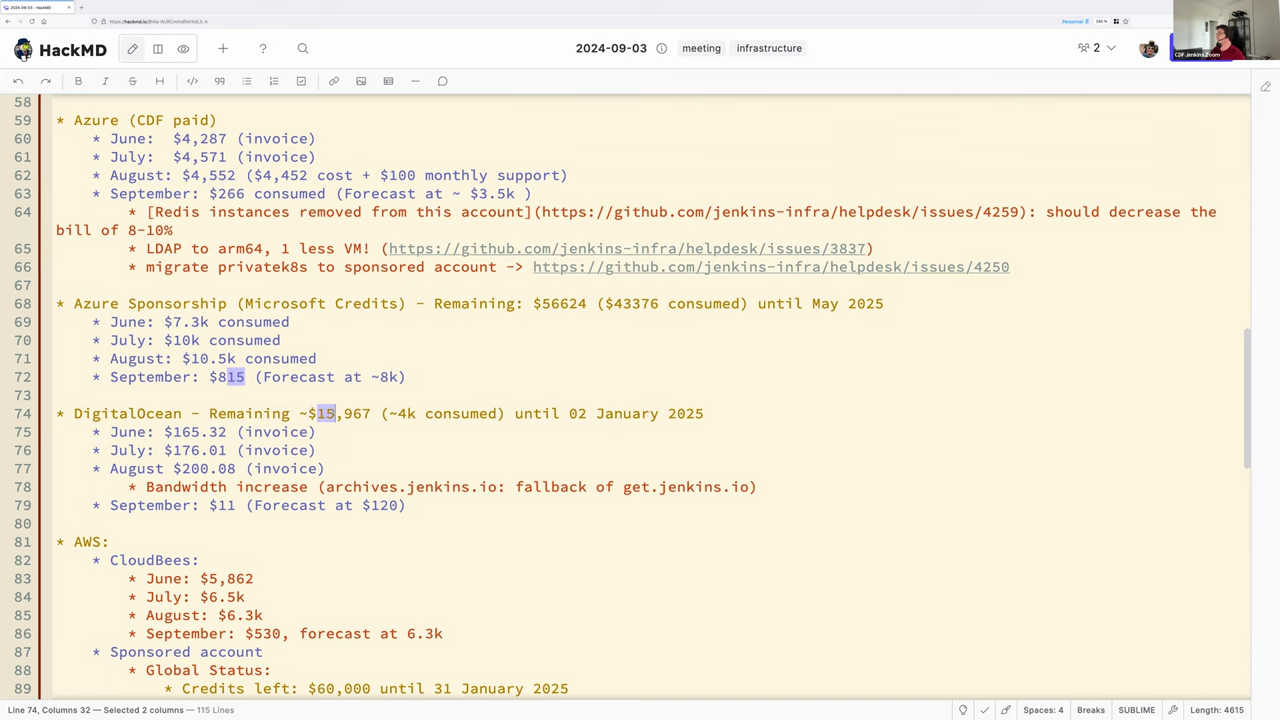 2024-09-03 - HackMD
Personnel
240 %
HackMD
2024-09-03
meeting
infrastructure
2
CDF Jenkins Zoom
58
59 * Azure (CDF paid)
60 * June: $4,287 (invoice)
61 * July: $4,571 (invoice)
62 * August: $4,552 ($4,452 cost + $100 monthly support)
63 * September: $266 consumed (Forecast at ~ $3.5k )
64 * [Redis instances removed from this account](https://github.com/jenkins-infra/helpdesk/issues/4259): should decrease the
bill of 8-10%
65 * LDAP to arm64, 1 less VM! (https://github.com/jenkins-infra/helpdesk/issues/3837)
66 * migrate privatek8s to sponsored account -> https://github.com/jenkins-infra/helpdesk/issues/4250
67
68 * Azure Sponsorship (Microsoft Credits) - Remaining: $56624 ($43376 consumed) until May 2025
69 * June: $7.3k consumed
70 * July: $10k consumed
71 * August: $10.5k consumed
72 * September: $815 (Forecast at ~8k)
73
74 * DigitalOcean - Remaining ~$15,967 (~4k consumed) until 02 January 2025
75 * June: $165.32 (invoice)
76 * July: $176.01 (invoice)
77 * August $200.08 (invoice)
78 * Bandwidth increase (archives.jenkins.io: fallback of get.jenkins.io)
79 * September: $11 (Forecast at $120)
80
81 * AWS:
82 * CloudBees:
83 * June: $5,862
84 * July: $6.5k
85 * August: $6.3k
86 * September: $530, forecast at 6.3k
87 * Sponsored account
88 * Global Status:
89 * Credits left: $60,000 until 31 January 2025
Line 74, Columns 32 — Selected 2 columns — 115 Lines
Spaces: 4
Breaks
SUBLIME
Length: 4615